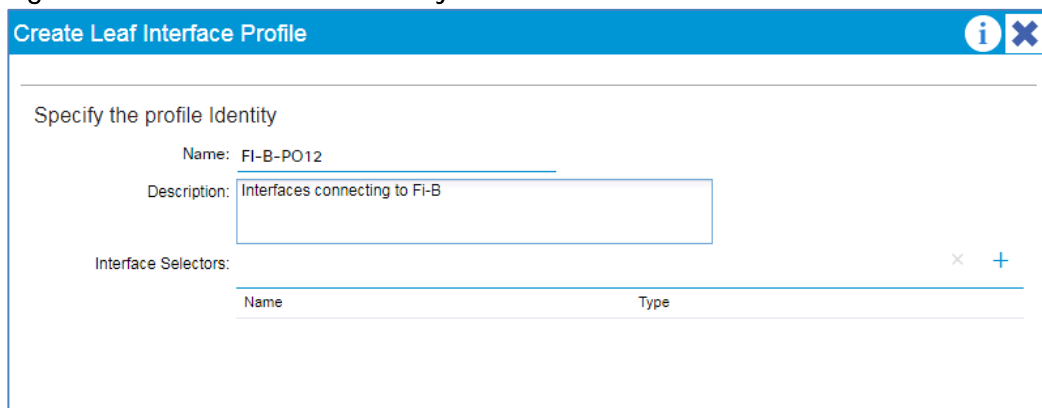 Create Leaf Interface Profile
Specify the profile Identity
Name: FI-B-PO12
Description: Interfaces connecting to Fi-B
Interface Selectors:
Name Type